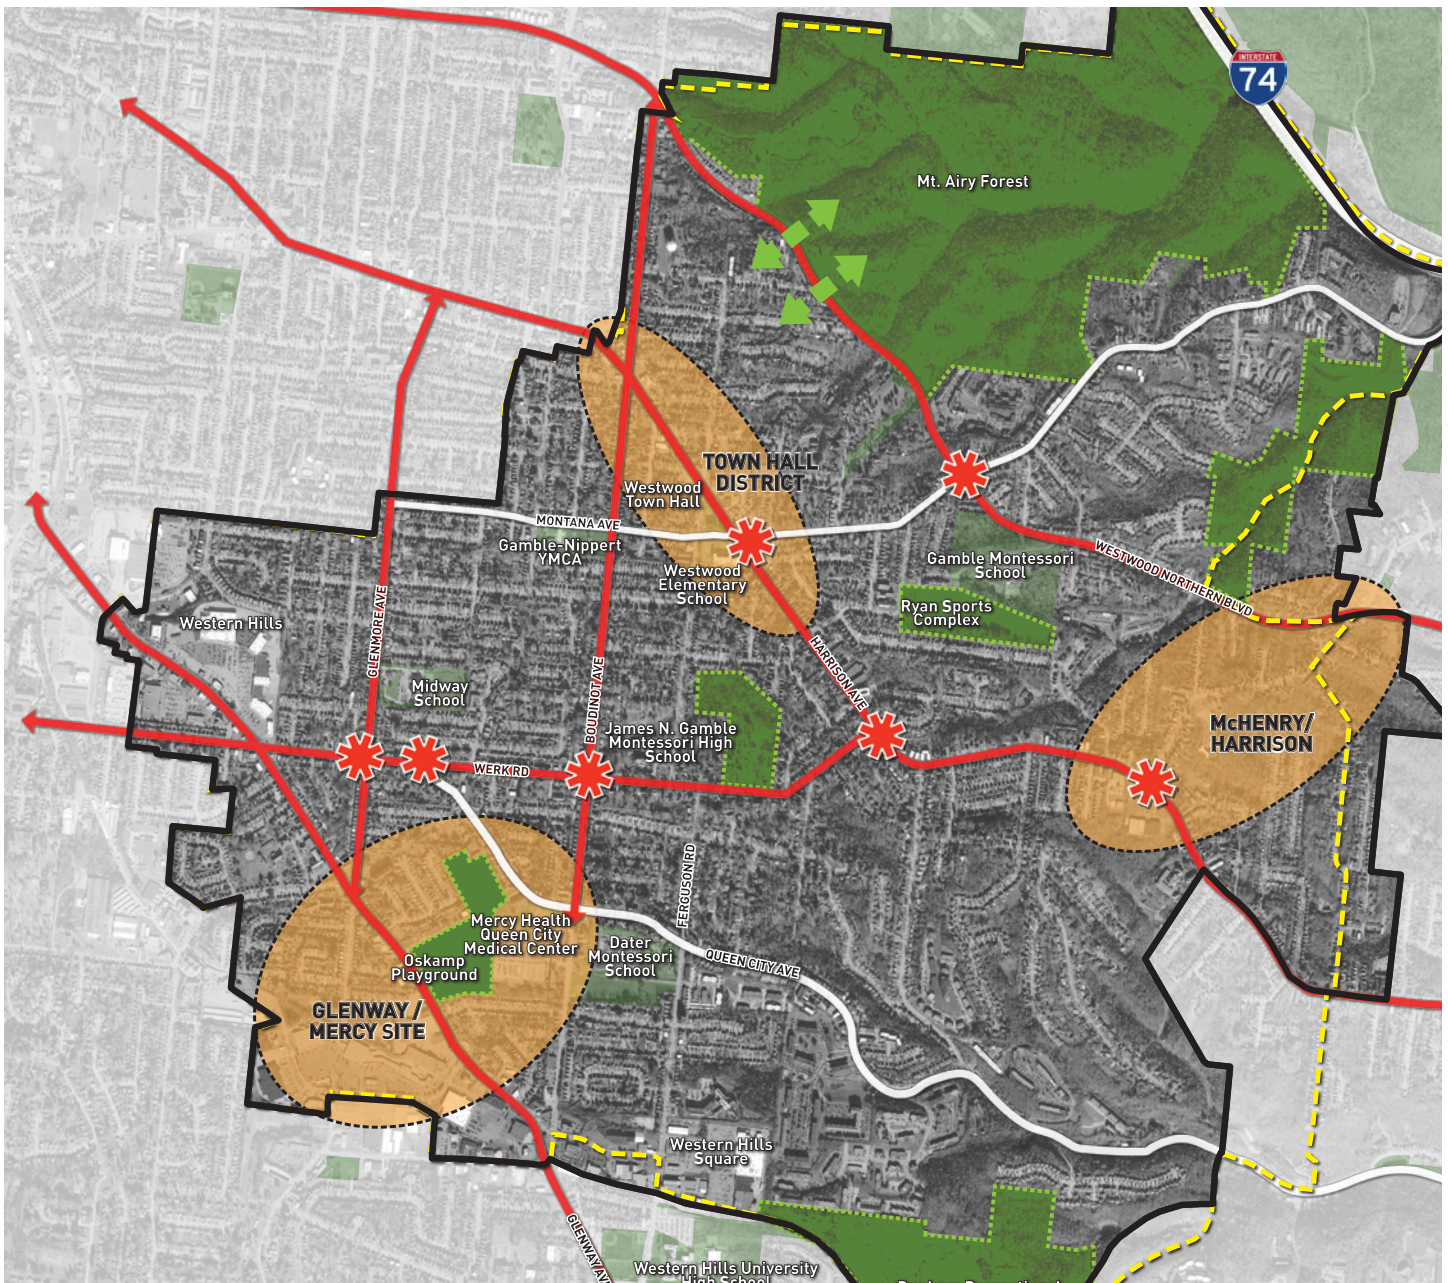 INTERSTATE
74
Mt. Airy Forest
TOWN HALL
DISTRICT
Westwood
Town Hall
MONTANA AVE
Gamble-Nippert
YMCA
Westwood
Elementary
School
Gamble Montessori
School
WESTWOOD NORTHERN BLVD
Ryan Sports
Complex
Western Hills
GLENMORE AVE
Midway
School
BOUDINOT AVE
HARRISON AVE
James N. Gamble
Montessori High
School
McHENRY/
HARRISON
WERK RD
FERGUSON RD
Mercy Health
Queen City
Medical Center
Oskamp
Playground
Dater
Montessori
School
QUEEN CITY AVE
GLENWAY /
MERCY SITE
Western Hills
Square
GLENWAY AVE
Western Hills University
High School